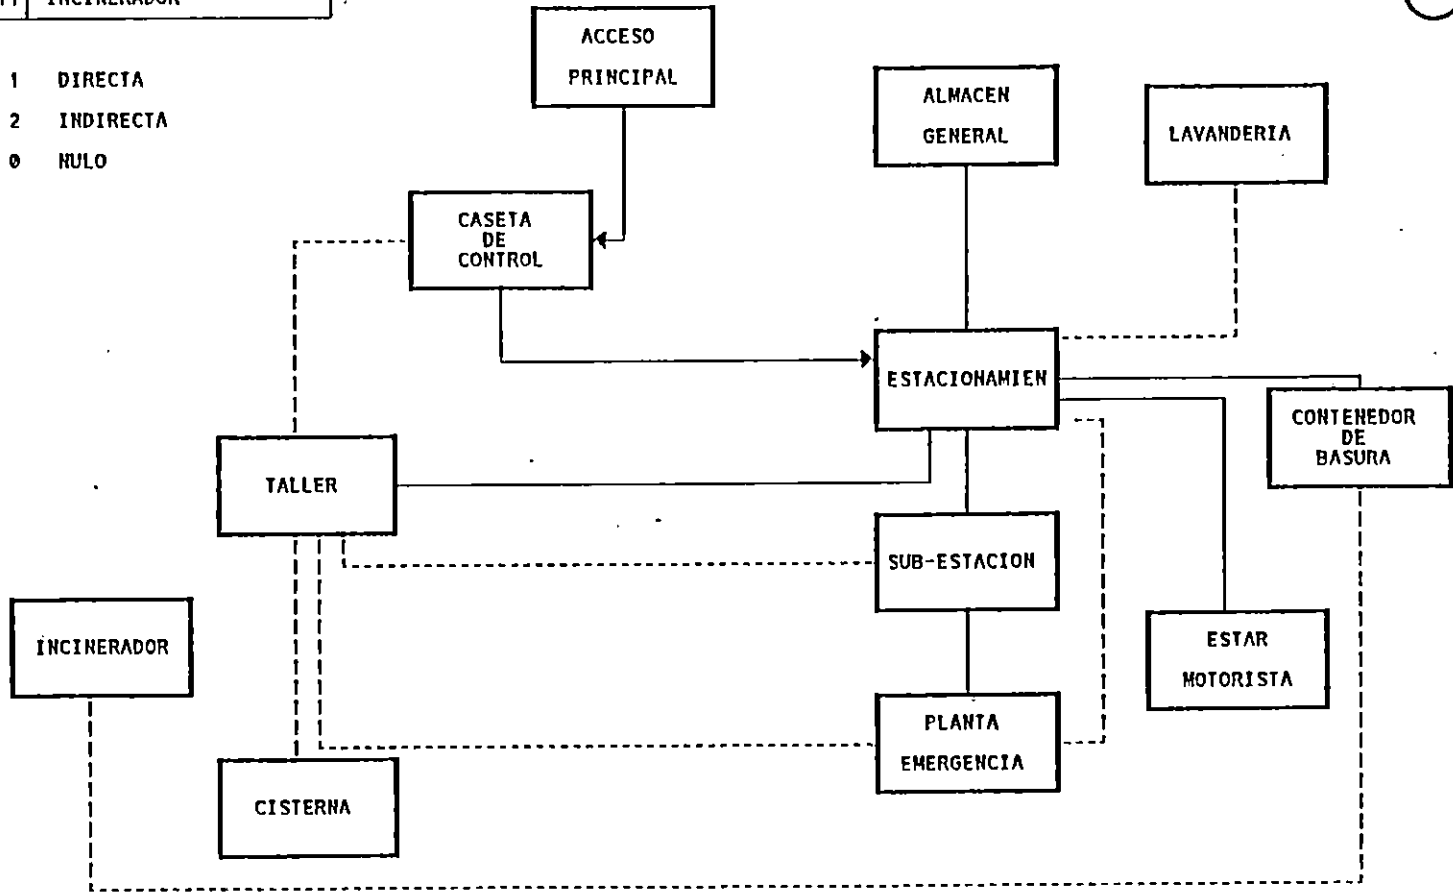 INCINERADOR
1 DIRECTA
2 INDIRECTA
0 NULO
ACCESO
PRINCIPAL
ALMACEN
GENERAL
LAVANDERIA
CASETA
DE
CONTROL
ESTACIONAMIEN
CONTENEDOR
DE
BASURA
TALLER
SUB-ESTACION
INCINERADOR
ESTAR
MOTORISTA
PLANTA
EMERGENCIA
CISTERNA